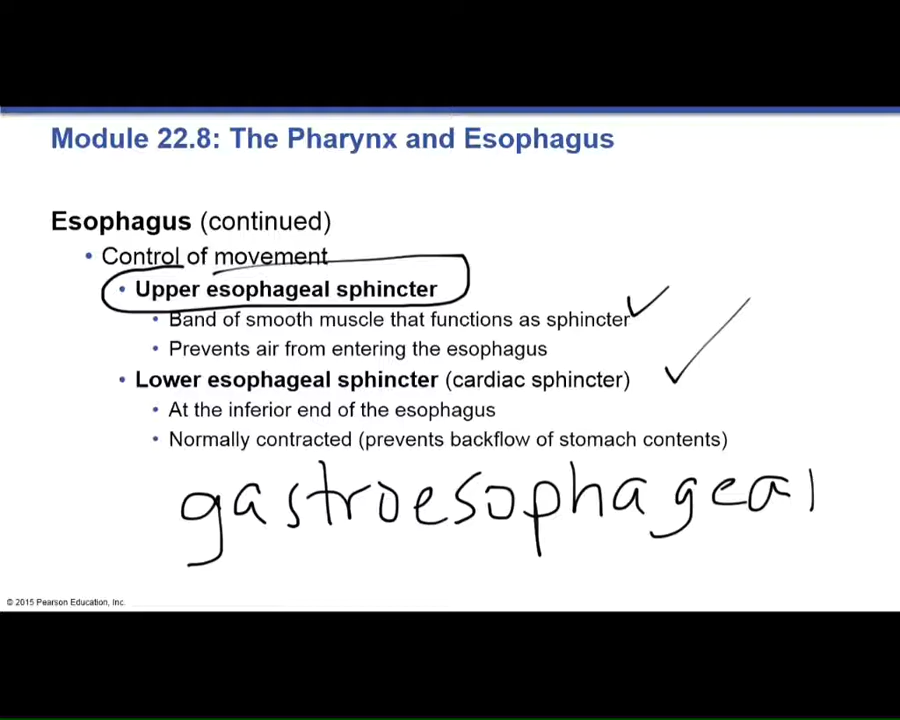 Module 22.8: The Pharynx and Esophagus
Esophagus (continued)
• Control of movement
• Upper esophageal sphincter
• Band of smooth muscle that functions as sphincter
• Prevents air from entering the esophagus
• Lower esophageal sphincter (cardiac sphincter)
• At the inferior end of the esophagus
• Normally contracted (prevents backflow of stomach contents)
gastroesophageal
© 2015 Pearson Education, Inc.